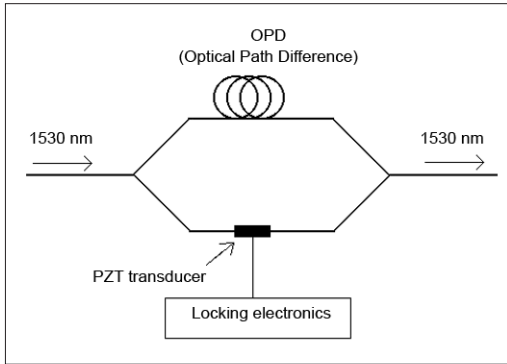 OPD
(Optical Path Difference)
1530 nm
1530 nm
PZT transducer
Locking electronics